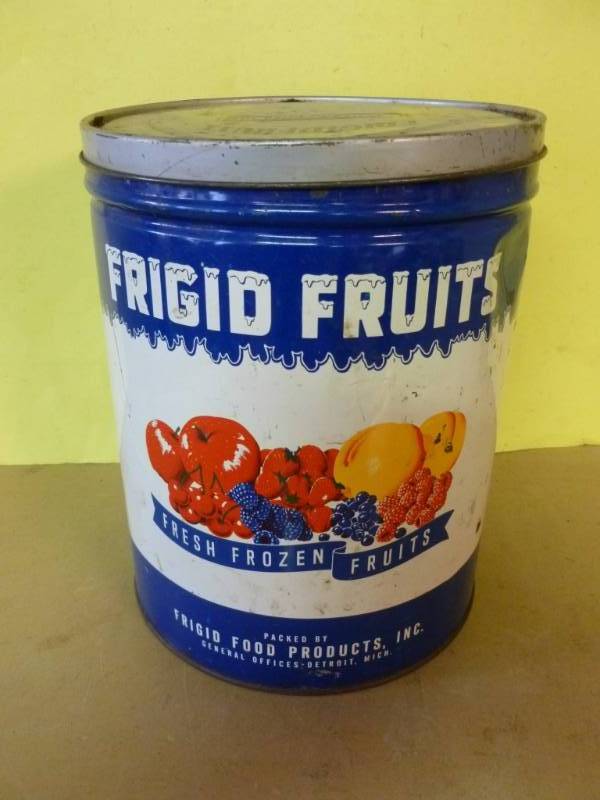 FRIGID FRUITS
FRESH FROZEN FRUITS
PACKED BY
FRIGID FOOD PRODUCTS, INC.
GENERAL OFFICES-DETROIT, MICH.